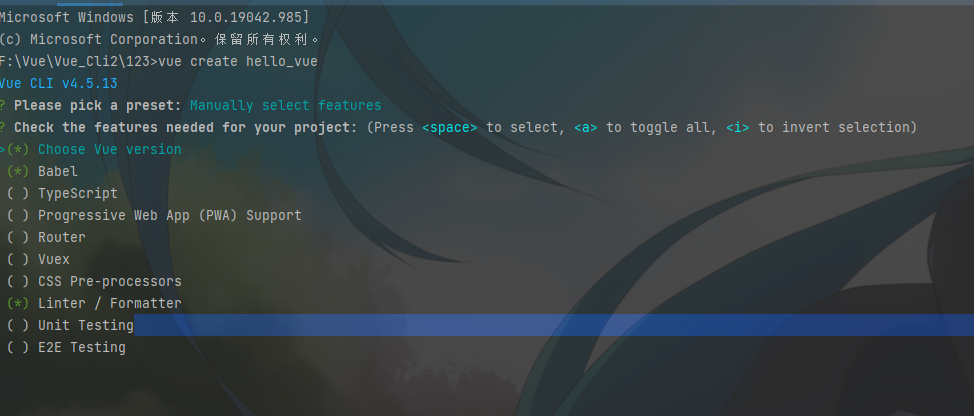 Microsoft Windows [版本 10.0.19042.985]
(c) Microsoft Corporation。保留所有权利。
F:\Vue\Vue_Cli2\123>vue create hello_vue
Vue CLI v4.5.13
? Please pick a preset: Manually select features
? Check the features needed for your project: (Press <space> to select, <a> to toggle all, <i> to invert selection)
>(*) Choose Vue version
(*) Babel
( ) TypeScript
( ) Progressive Web App (PWA) Support
( ) Router
( ) Vuex
( ) CSS Pre-processors
(*) Linter / Formatter
( ) Unit Testing
( ) E2E Testing